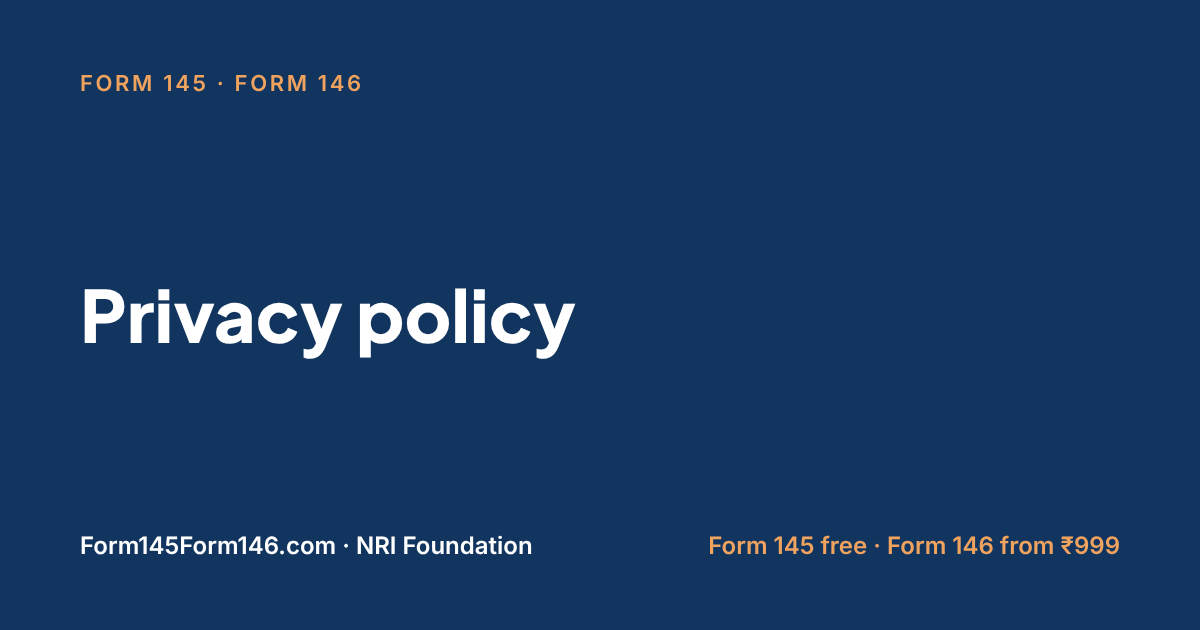 FORM 145 · FORM 146
Privacy policy
Form145Form146.com · NRI Foundation
Form 145 free · Form 146 from ₹999